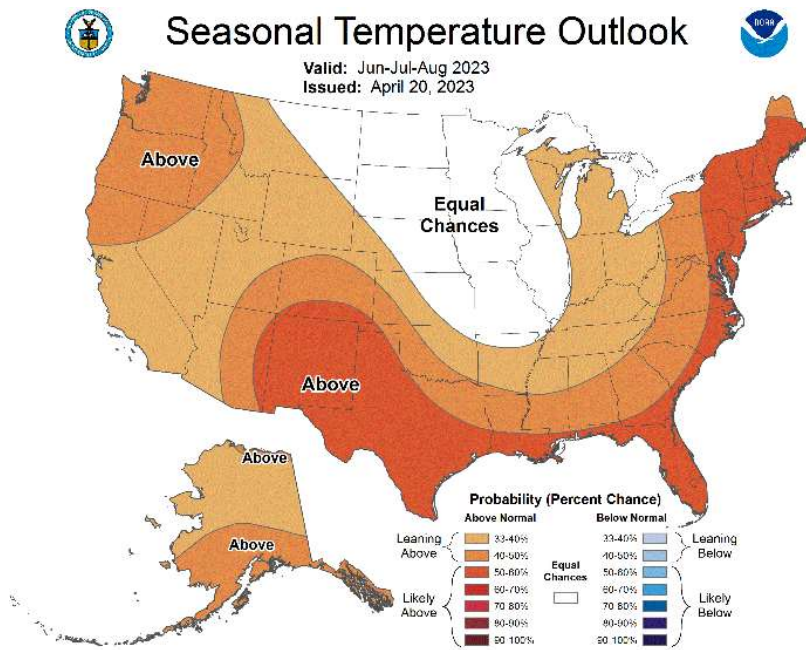 NOAA
Seasonal Temperature Outlook
Valid: Jun-Jul-Aug 2023
Issued: April 20, 2023
Above
Equal
Chances
Above
Above
Above
Probability (Percent Chance)
Above Normal
Below Normal
Leaning
Above
33-40%
40-50%
Likely
Above
50-60%
60-70%
70-80%
80-90%
90-100%
Equal
Chances
33-40%
40-50%
Leaning
Below
50-60%
60-70%
70-80%
80-90%
90-100%
Likely
Below